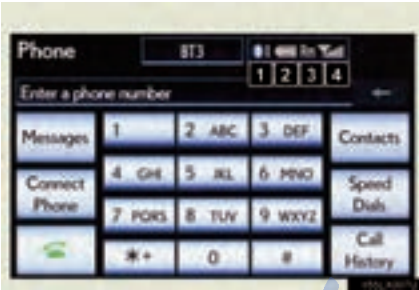 Phone
BT3
Rm
1 2 3 4
Enter a phone number
Messages
1
2 ABC
3 DEF
Contacts
Connect Phone
4 GHI
5 JKL
6 MNO
Speed Dials
7 PQRS
8 TUV
9 WXYZ
*+
0
#
Call History